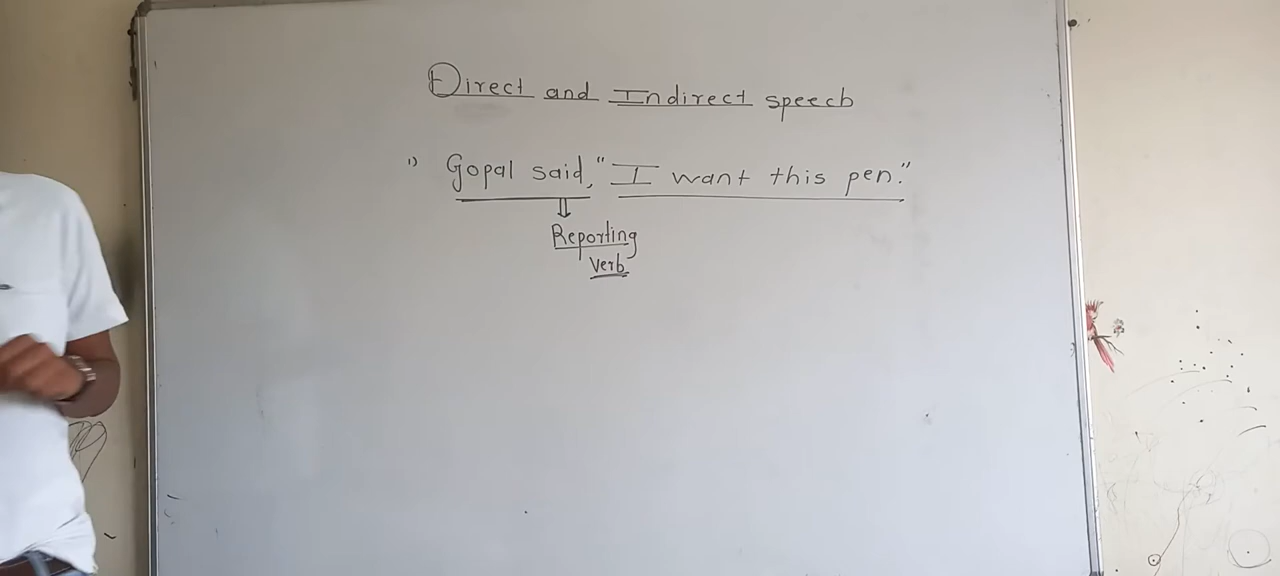 Direct and Indirect speech
1) Gopal said, "I want this pen."
Reporting
verb